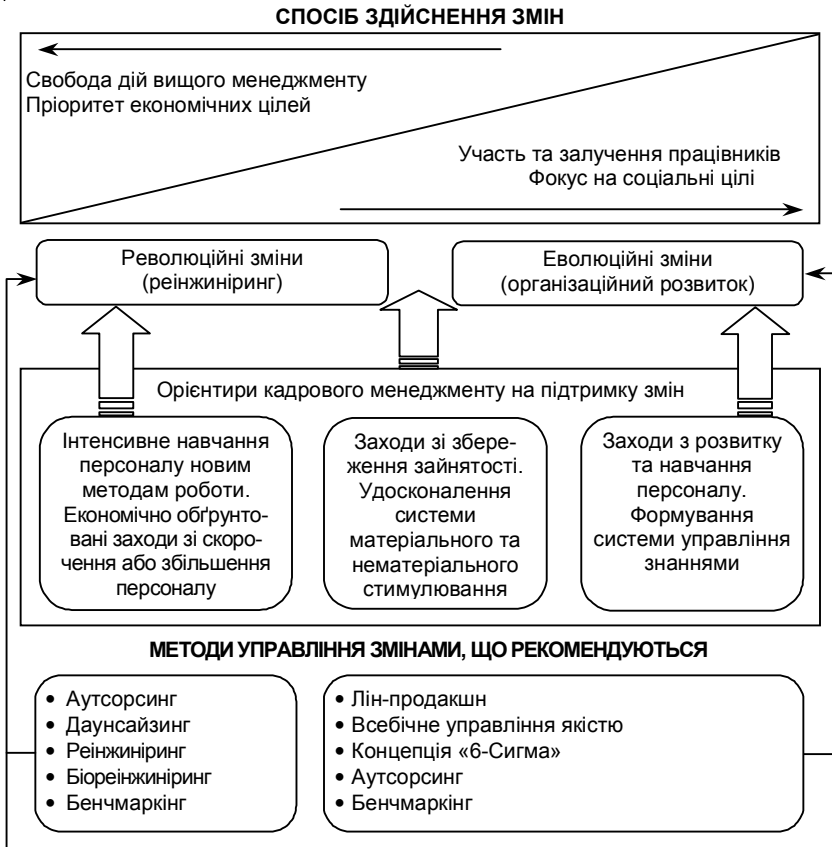 СПОСІБ ЗДІЙСНЕННЯ ЗМІН
Свобода дій вищого менеджменту
Пріоритет економічних цілей
Участь та залучення працівників
Фокус на соціальні цілі
Революційні зміни
(реінжиніринг)
Еволюційні зміни
(організаційний розвиток)
Орієнтири кадрового менеджменту на підтримку змін
Інтенсивне навчання
персоналу новим
методам роботи.
Економічно обґрунто-
вані заходи зі скоро-
чення або збільшення
персоналу
Заходи зі збере-
ження зайнятості.
Удосконалення
системи
матеріального та
нематеріального
стимулювання
Заходи з розвитку
та навчання
персоналу.
Формування
системи управління
знаннями
МЕТОДИ УПРАВЛІННЯ ЗМІНАМИ, ЩО РЕКОМЕНДУЮТЬСЯ
• Аутсорсинг
• Даунсайзинг
• Реінжиніринг
• Біореінжиніринг
• Бенчмаркінг
• Лін-продакшн
• Всебічне управління якістю
• Концепція «6-Сигма»
• Аутсорсинг
• Бенчмаркінг